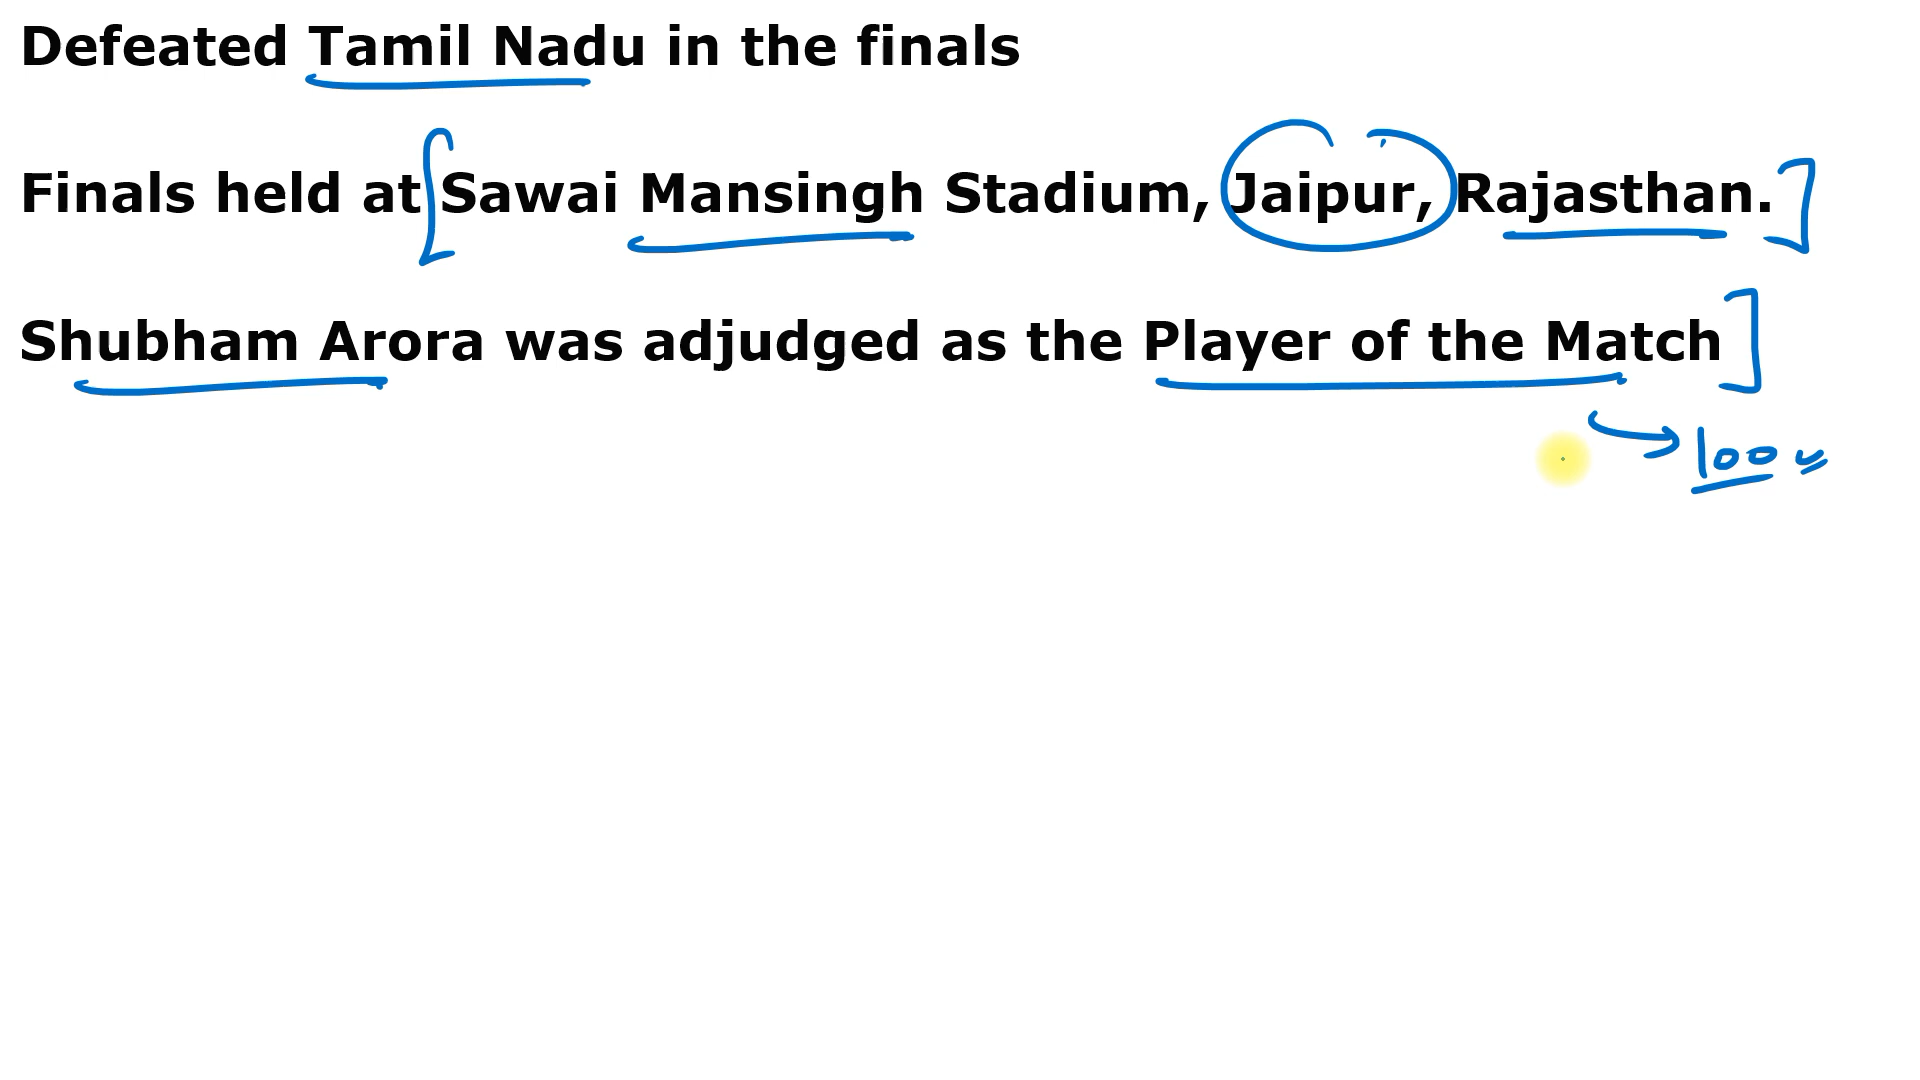 Defeated Tamil Nadu in the finals
Finals held at Sawai Mansingh Stadium, Jaipur, Rajasthan.
Shubham Arora was adjudged as the Player of the Match
100